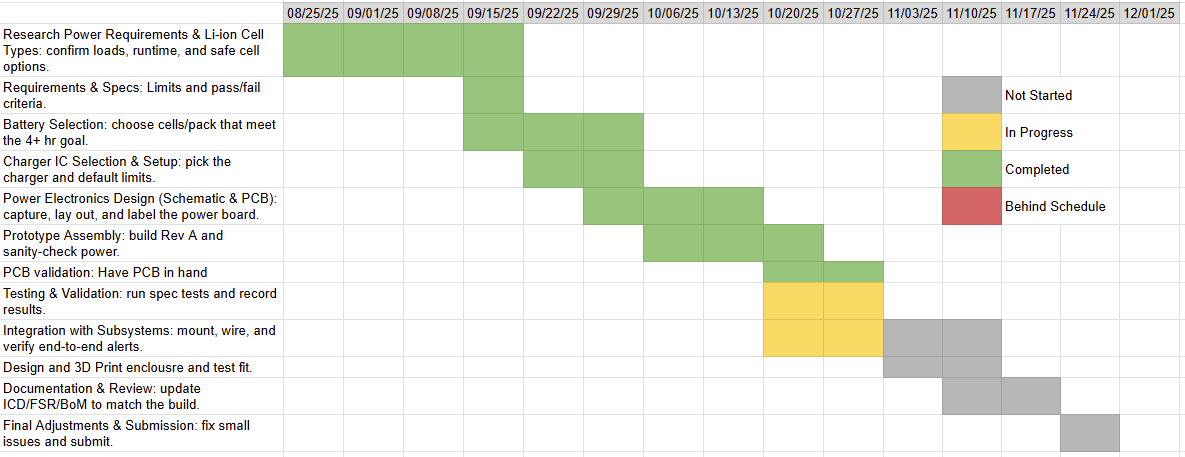 08/25/25 09/01/25 09/08/25 09/15/25 09/22/25 09/29/25 10/06/25 10/13/25 10/20/25 10/27/25 11/03/25 11/10/25 11/17/25 11/24/25 12/01/25
Research Power Requirements & Li-ion Cell
Types: confirm loads, runtime, and safe cell
options.
Requirements & Specs: Limits and pass/fail
criteria.
Not Started
Battery Selection: choose cells/pack that meet
the 4+ hr goal.
In Progress
Charger IC Selection & Setup: pick the
charger and default limits.
Completed
Power Electronics Design (Schematic & PCB):
capture, lay out, and label the power board.
Behind Schedule
Prototype Assembly: build Rev A and
sanity-check power.
PCB validation: Have PCB in hand
Testing & Validation: run spec tests and record
results.
Integration with Subsystems: mount, wire, and
verify end-to-end alerts.
Design and 3D Print enclousre and test fit.
Documentation & Review: update
ICD/FSR/BoM to match the build.
Final Adjustments & Submission: fix small
issues and submit.